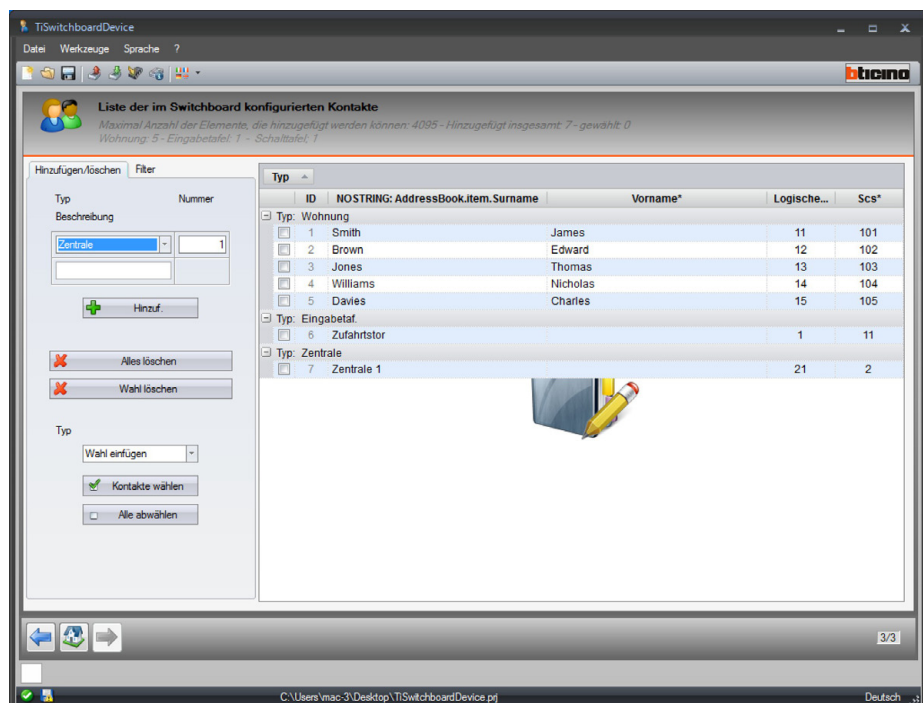 TiSwitchboardDevice
Datei Werkzeuge Sprache ?
bticino
Liste der im Switchboard konfigurierten Kontakte
Maximal Anzahl der Elemente, die hinzugefügt werden können: 4095 - Hinzugefügt insgesamt: 7 - gewählt: 0
Wohnung: 5 - Eingabetafel: 1 - Schalttafel; 1
Hinzufügen/löschen Filter
Typ Nummer
Beschreibung
Zentrale 1
Hinzuf.
Alles löschen
Wahl löschen
Typ
Wahl einfügen
Kontakte wählen
Alle abwählen
Typ
ID NOSTRING: AddressBook.item.Surname Vorname* Logische... Scs*
Typ: Wohnung
1 Smith James 11 101
2 Brown Edward 12 102
3 Jones Thomas 13 103
4 Williams Nicholas 14 104
5 Davies Charles 15 105
Typ: Eingabetaf.
6 Zufahrtstor 1 11
Typ: Zentrale
7 Zentrale 1 21 2
3/3
C:\Users\mac-3\Desktop\TiSwitchboardDevice.prj Deutsch